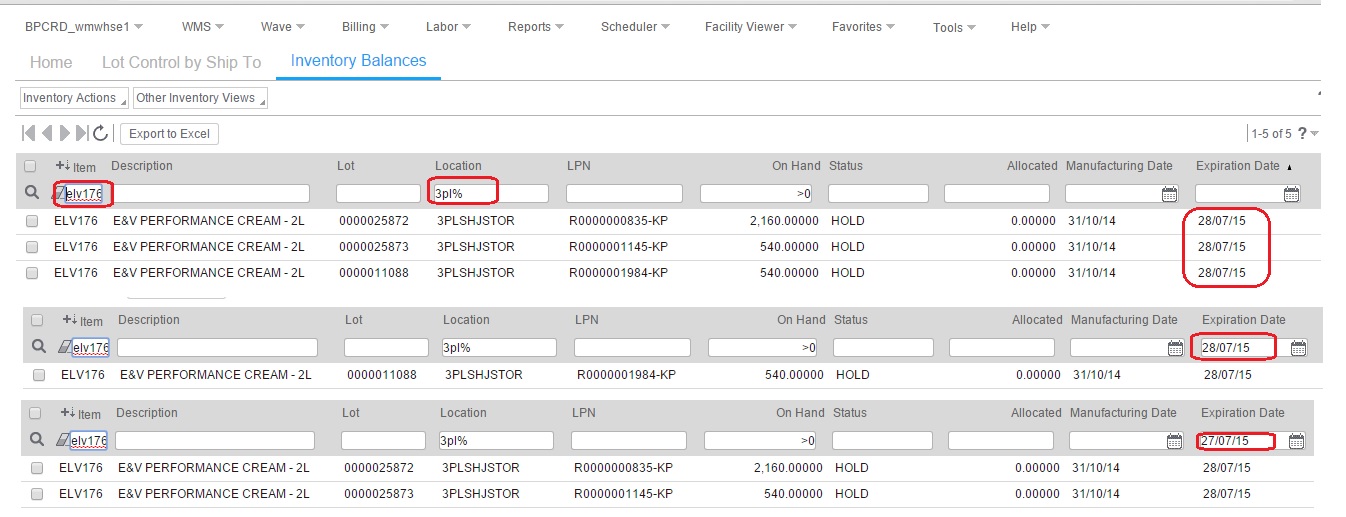 BPCRD_wmwhse1 WMS Wave Billing Labor Reports Scheduler Facility Viewer Favorites Tools Help
Home Lot Control by Ship To Inventory Balances
Inventory Actions Other Inventory Views
Export to Excel 1-5 of 5 ?
Item Description Lot Location LPN On Hand Status Allocated Manufacturing Date Expiration Date
elv176 3pl% >0
ELV176 E&V PERFORMANCE CREAM - 2L 0000025872 3PLSHJSTOR R0000000835-KP 2,160.00000 HOLD 0.00000 31/10/14 28/07/15
ELV176 E&V PERFORMANCE CREAM - 2L 0000025873 3PLSHJSTOR R0000001145-KP 540.00000 HOLD 0.00000 31/10/14 28/07/15
ELV176 E&V PERFORMANCE CREAM - 2L 0000011088 3PLSHJSTOR R0000001984-KP 540.00000 HOLD 0.00000 31/10/14 28/07/15
Item Description Lot Location LPN On Hand Status Allocated Manufacturing Date Expiration Date
elv176 3pl% >0 28/07/15
ELV176 E&V PERFORMANCE CREAM - 2L 0000011088 3PLSHJSTOR R0000001984-KP 540.00000 HOLD 0.00000 31/10/14 28/07/15
Item Description Lot Location LPN On Hand Status Allocated Manufacturing Date Expiration Date
elv176 3pl% >0 27/07/15
ELV176 E&V PERFORMANCE CREAM - 2L 0000025872 3PLSHJSTOR R0000000835-KP 2,160.00000 HOLD 0.00000 31/10/14 28/07/15
ELV176 E&V PERFORMANCE CREAM - 2L 0000025873 3PLSHJSTOR R0000001145-KP 540.00000 HOLD 0.00000 31/10/14 28/07/15